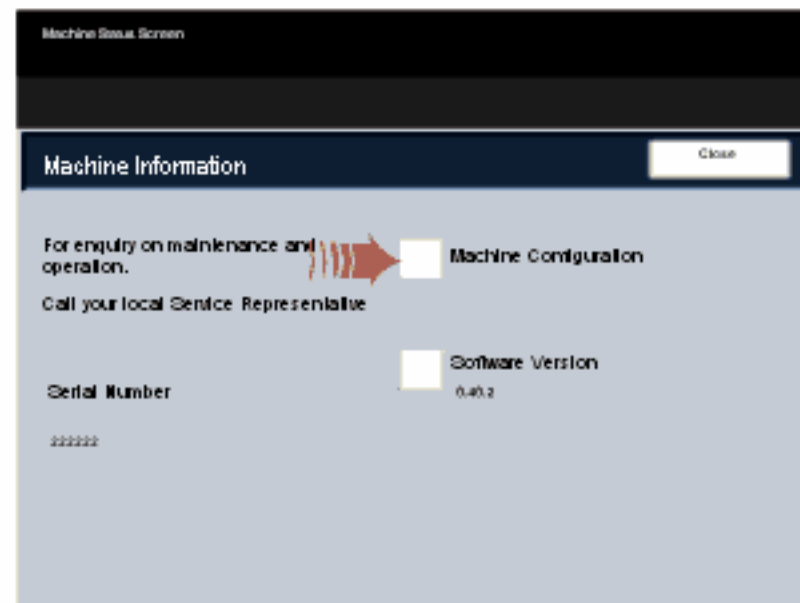 Machine Status Screen
Machine Information
Close
For enquiry on maintenance and
operation.
Machine Configuration
Call your local Service Representative
Software Version
Serial Number